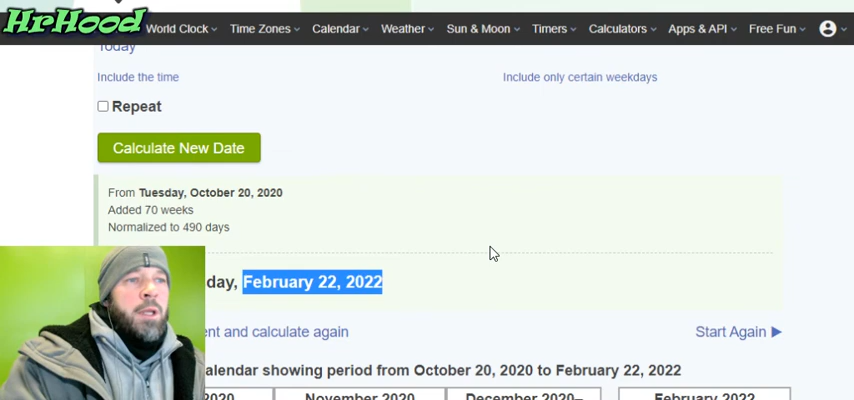 HrHood
World Clock Time Zones Calendar Weather Sun & Moon Timers Calculators Apps & API Free Fun
Today
Include the time Include only certain weekdays
Repeat
Calculate New Date
From Tuesday, October 20, 2020
Added 70 weeks
Normalized to 490 days
day, February 22, 2022
ent and calculate again Start Again ▶
alendar showing period from October 20, 2020 to February 22, 2022
2020 November 2020 December 2020– February 2022